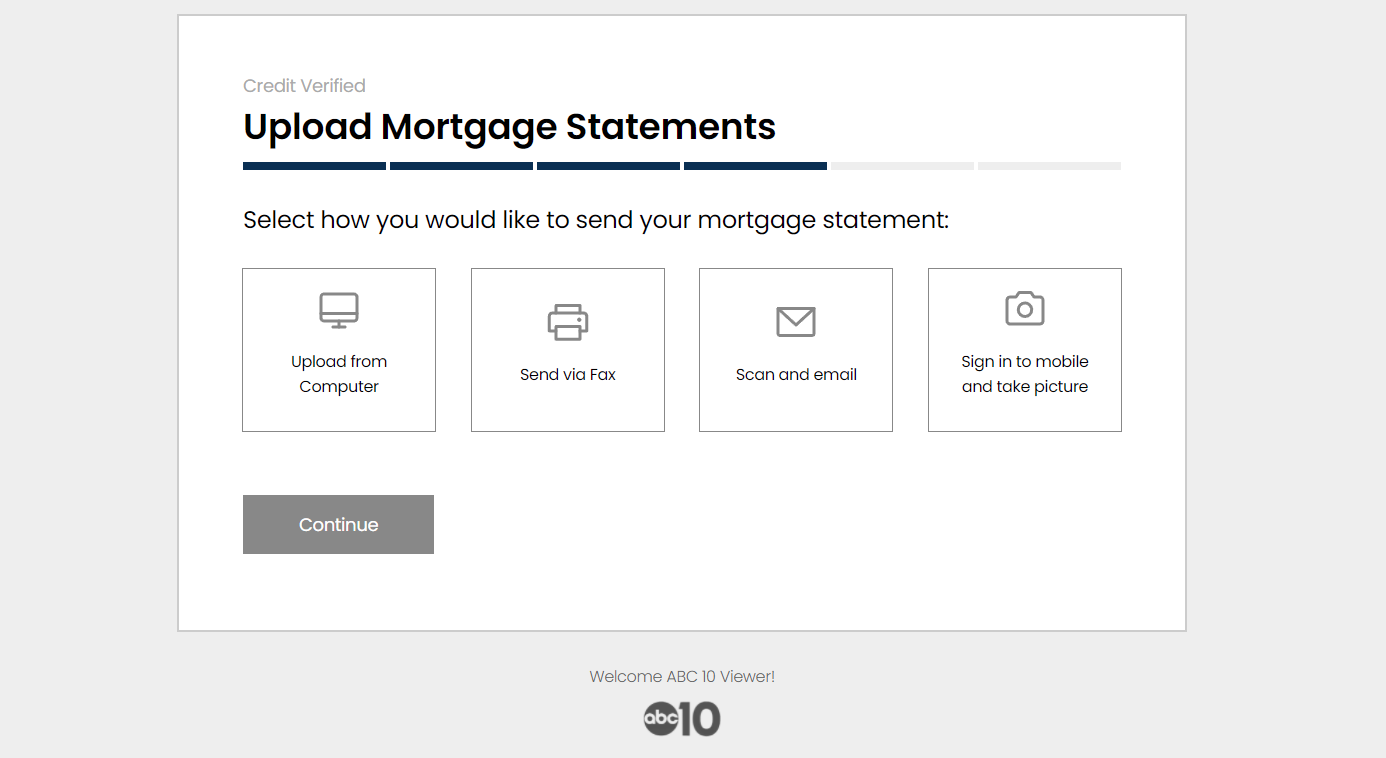 Credit Verified
Upload Mortgage Statements
Select how you would like to send your mortgage statement:
Upload from
Computer
Send via Fax
Scan and email
Sign in to mobile
and take picture
Continue
Welcome ABC 10 Viewer!
abc10